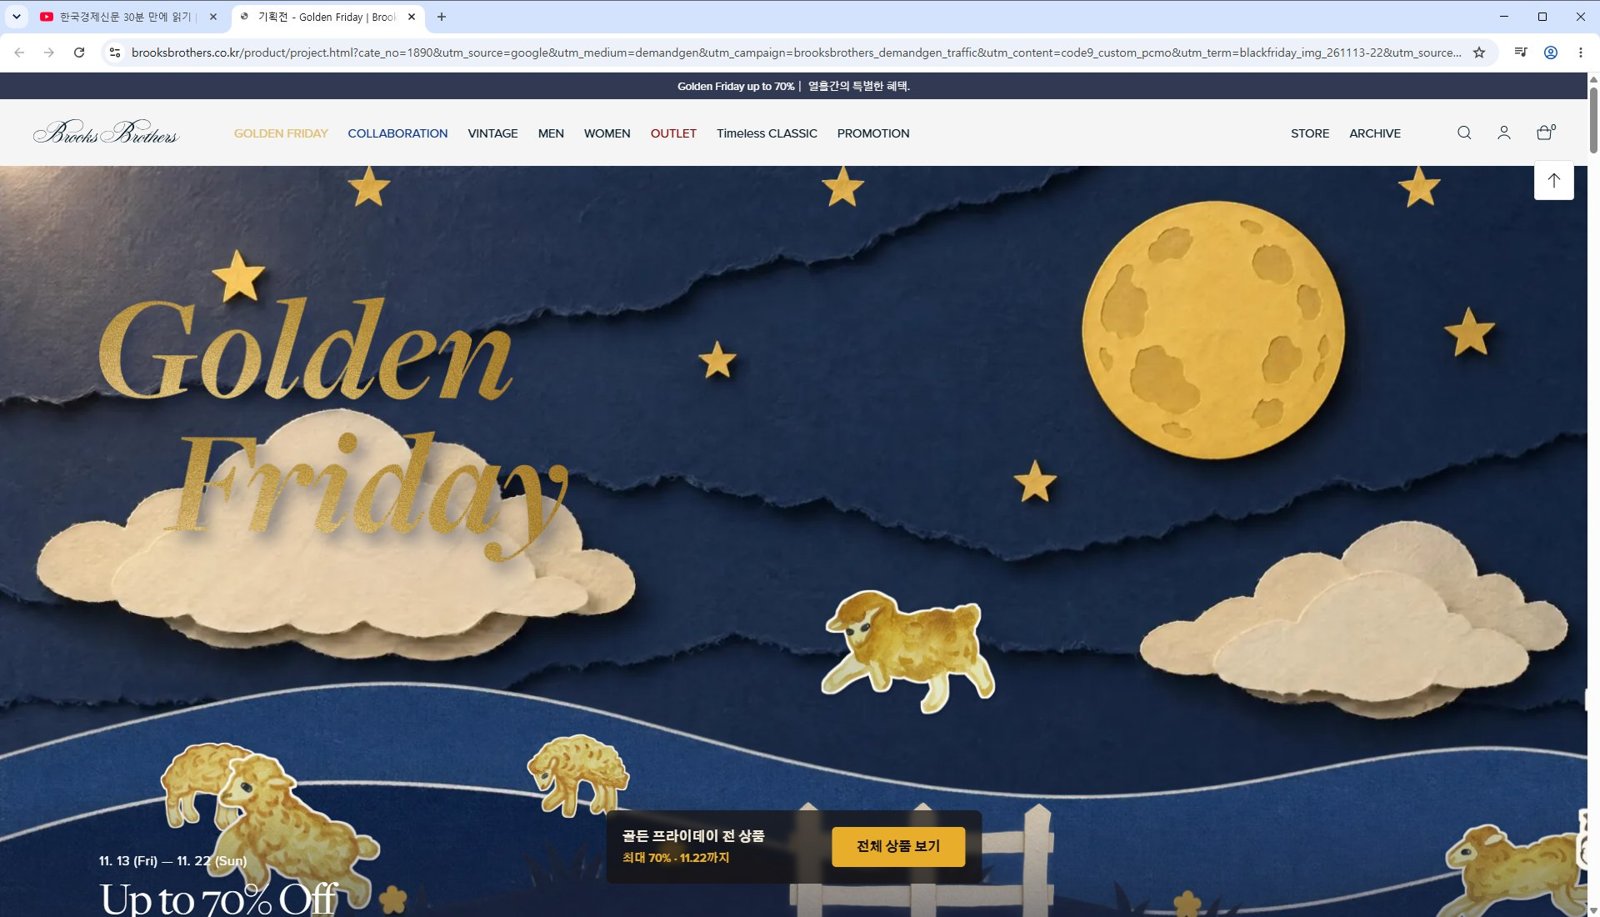 한국경제신문 30분 만에 읽기
기획전 - Golden Friday | Brook
brooksbrothers.co.kr/product/project.html?cate_no=1890&utm_source=google&utm_medium=demandgen&utm_campaign=brooksbrothers_demandgen_traffic&utm_content=code9_custom_pcmo&utm_term=blackfriday_img_261113-22&utm_source...
Golden Friday up to 70% | 열흘간의 특별한 혜택.
Brooks Brothers
GOLDEN FRIDAY COLLABORATION VINTAGE MEN WOMEN OUTLET Timeless CLASSIC PROMOTION STORE ARCHIVE 0
Golden
Friday
골든 프라이데이 전 상품
최대 70% · 11.22까지
전체 상품 보기
11. 13 (Fri) — 11. 22 (Sun)
Up to 70% Off